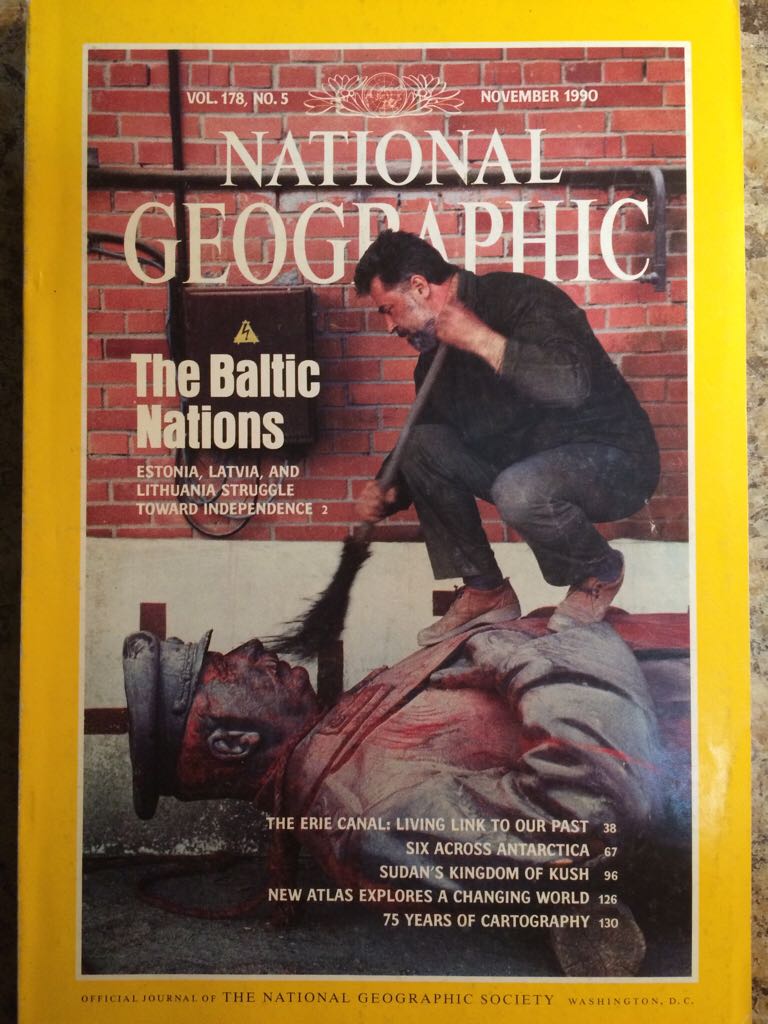 VOL. 178, NO. 5 NOVEMBER 1990
NATIONAL
GEOGRAPHIC
The Baltic
Nations
ESTONIA, LATVIA, AND
LITHUANIA STRUGGLE
TOWARD INDEPENDENCE 2
THE ERIE CANAL: LIVING LINK TO OUR PAST 38
SIX ACROSS ANTARCTICA 67
SUDAN'S KINGDOM OF KUSH 96
NEW ATLAS EXPLORES A CHANGING WORLD 126
75 YEARS OF CARTOGRAPHY 130
OFFICIAL JOURNAL OF THE NATIONAL GEOGRAPHIC SOCIETY WASHINGTON, D.C.